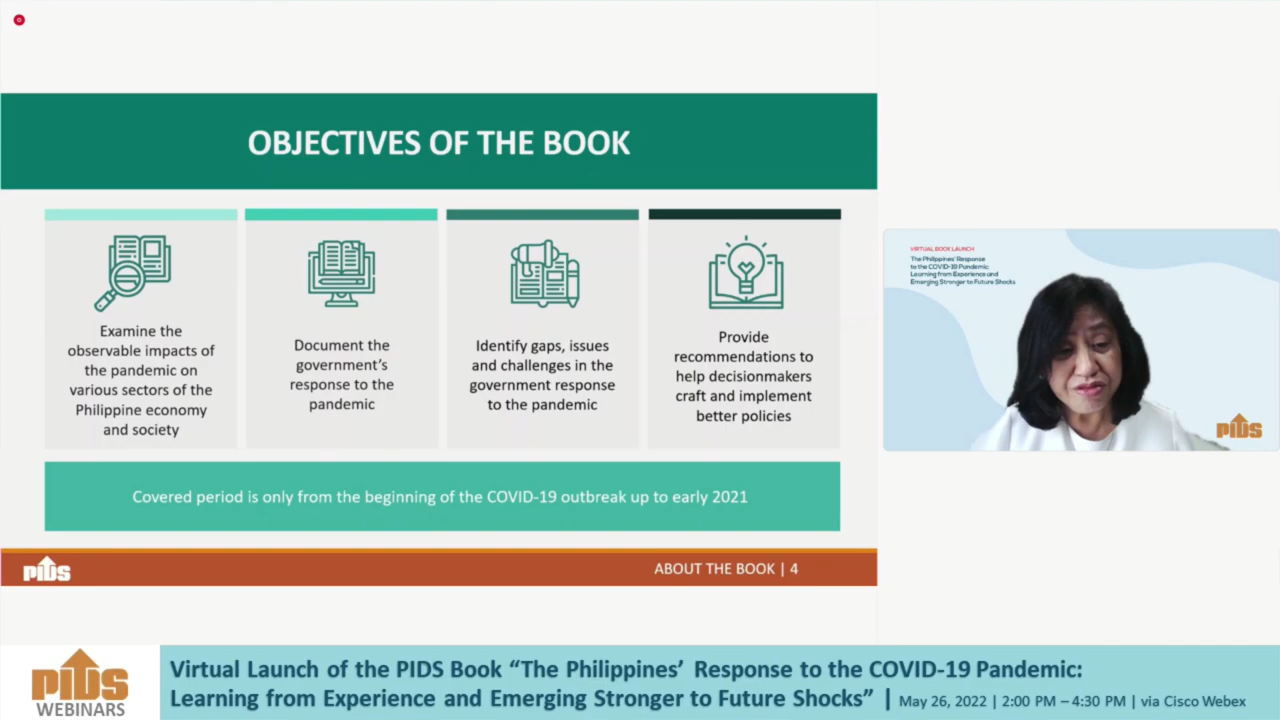 OBJECTIVES OF THE BOOK
Examine the
observable impacts of
the pandemic on
various sectors of the
Philippine economy
and society
Document the
government's
response to the
pandemic
Identify gaps, issues
and challenges in the
government response
to the pandemic
Provide
recommendations to
help decisionmakers
craft and implement
better policies
Covered period is only from the beginning of the COVID-19 outbreak up to early 2021
PIDS
ABOUT THE BOOK | 4
VIRTUAL BOOK LAUNCH
The Philippines' Response
to the COVID-19 Pandemic:
Learning from Experience and
Emerging Stronger to Future Shocks
PIDS
PIDS
WEBINARS
Virtual Launch of the PIDS Book “The Philippines’ Response to the COVID-19 Pandemic:
Learning from Experience and Emerging Stronger to Future Shocks” | May 26, 2022 | 2:00 PM – 4:30 PM | via Cisco Webex